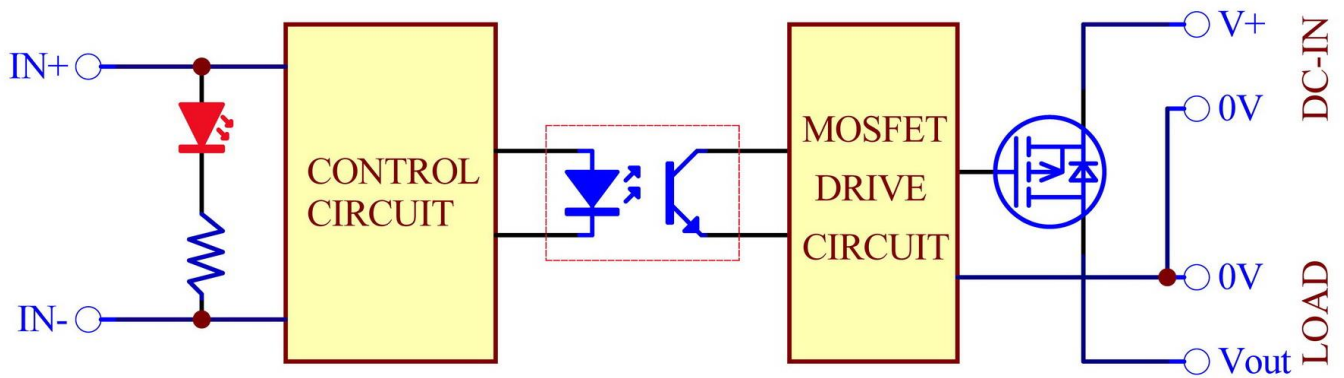 IN+
IN-
CONTROL
CIRCUIT
MOSFET
DRIVE
CIRCUIT
V+
0V
0V
Vout
DC-IN
LOAD